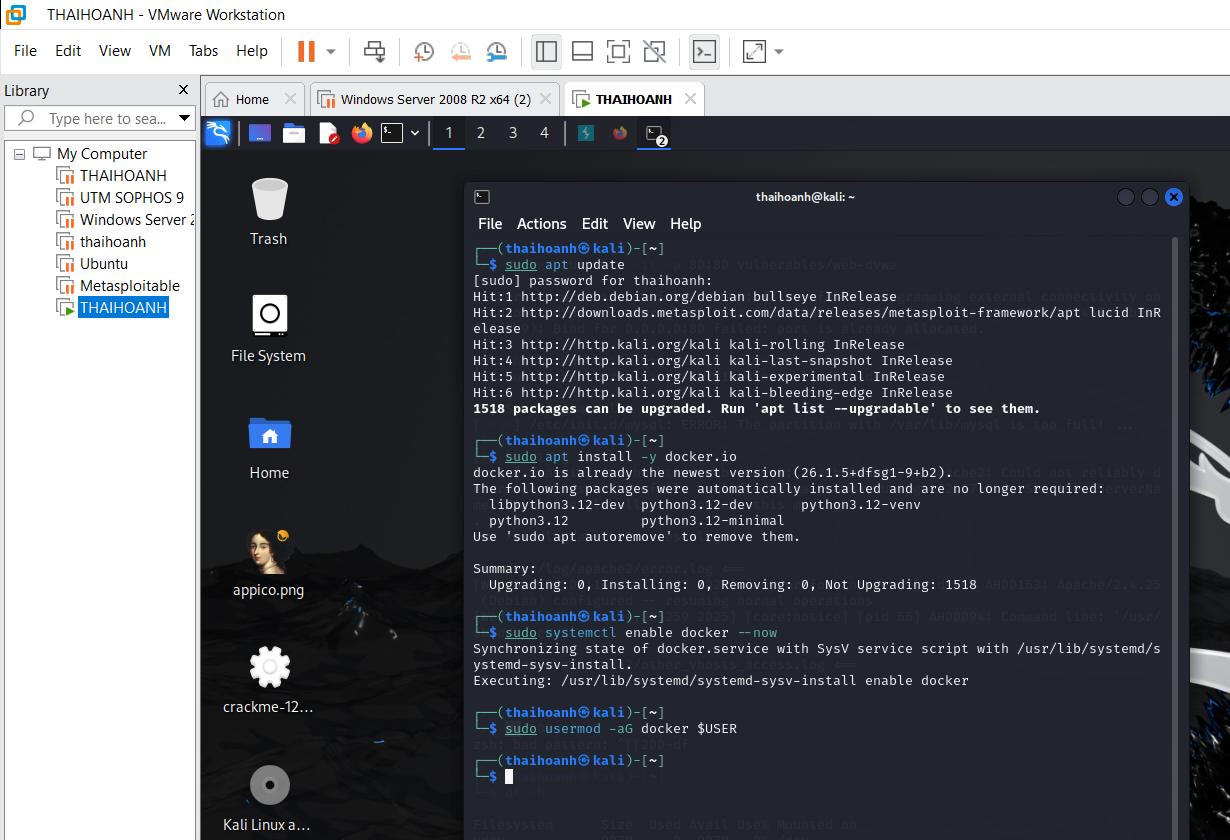 THAIHOANH - VMware Workstation
File Edit View VM Tabs Help
Library
Type here to sea...
My Computer
THAIHOANH
UTM SOPHOS 9
Windows Server 2
thaihoanh
Ubuntu
Metasploitable
THAIHOANH
Home
Windows Server 2008 R2 x64 (2)
THAIHOANH
1 2 3 4
2
Trash
File System
Home
appico.png
crackme-12...
Kali Linux a...
thaihoanh@kali: ~
File Actions Edit View Help
┌──(thaihoanh㉿kali)-[~]
└─$ sudo apt update
[sudo] password for thaihoanh:
Hit:1 http://deb.debian.org/debian bullseye InRelease
Hit:2 http://downloads.metasploit.com/data/releases/metasploit-framework/apt lucid InR
elease
Hit:3 http://http.kali.org/kali kali-rolling InRelease
Hit:4 http://http.kali.org/kali kali-last-snapshot InRelease
Hit:5 http://http.kali.org/kali kali-experimental InRelease
Hit:6 http://http.kali.org/kali kali-bleeding-edge InRelease
1518 packages can be upgraded. Run 'apt list --upgradable' to see them.
┌──(thaihoanh㉿kali)-[~]
└─$ sudo apt install -y docker.io
docker.io is already the newest version (26.1.5+dfsg1-9+b2).
The following packages were automatically installed and are no longer required:
libpython3.12-dev python3.12-dev python3.12-venv
python3.12 python3.12-minimal
Use 'sudo apt autoremove' to remove them.
Summary:
Upgrading: 0, Installing: 0, Removing: 0, Not Upgrading: 1518
┌──(thaihoanh㉿kali)-[~]
└─$ sudo systemctl enable docker --now
Synchronizing state of docker.service with SysV service script with /usr/lib/systemd/s
ystemd-sysv-install.
Executing: /usr/lib/systemd/systemd-sysv-install enable docker
┌──(thaihoanh㉿kali)-[~]
└─$ sudo usermod -aG docker $USER
┌──(thaihoanh㉿kali)-[~]
└─$